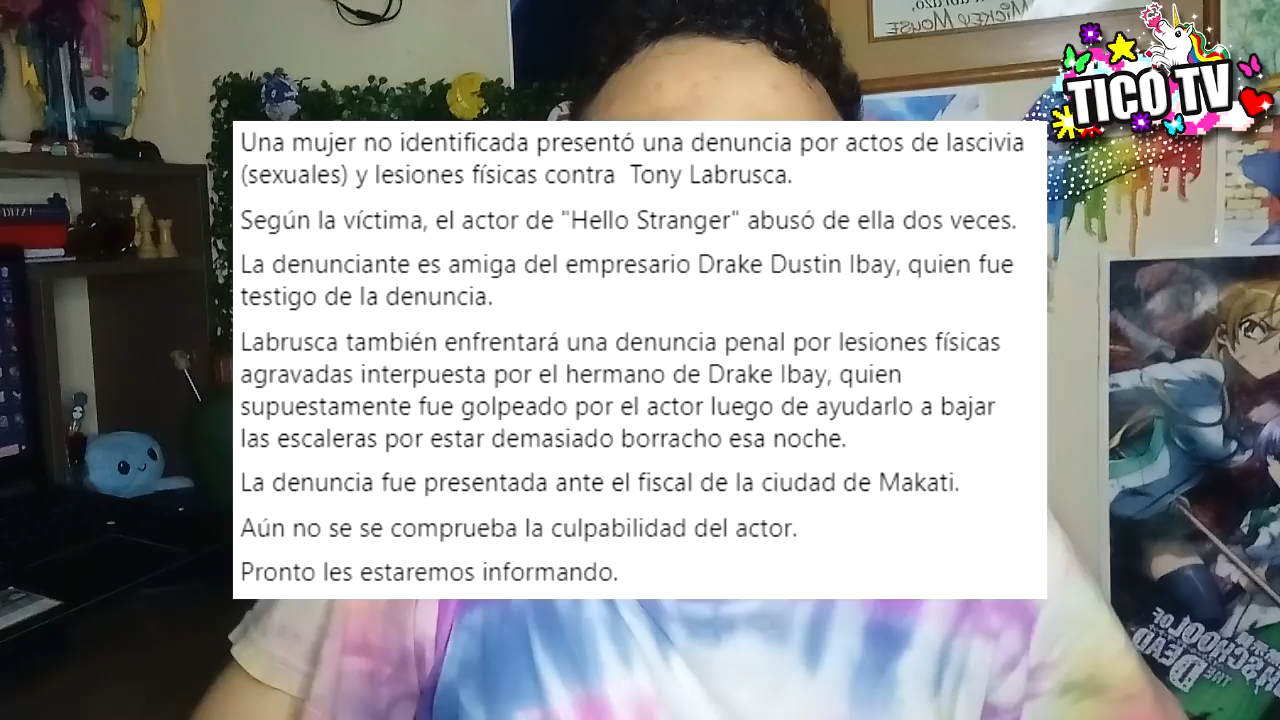 abrazo,
MICKEY MOUSE
TICO TV
Una mujer no identificada presentó una denuncia por actos de lascivia
(sexuales) y lesiones físicas contra  Tony Labrusca.
Según la víctima, el actor de "Hello Stranger" abusó de ella dos veces.
La denunciante es amiga del empresario Drake Dustin Ibay, quien fue
testigo de la denuncia.
Labrusca también enfrentará una denuncia penal por lesiones físicas
agravadas interpuesta por el hermano de Drake Ibay, quien
supuestamente fue golpeado por el actor luego de ayudarlo a bajar
las escaleras por estar demasiado borracho esa noche.
La denuncia fue presentada ante el fiscal de la ciudad de Makati.
Aún no se se comprueba la culpabilidad del actor.
Pronto les estaremos informando.
HIGHSCHOOL OF
THE DEAD